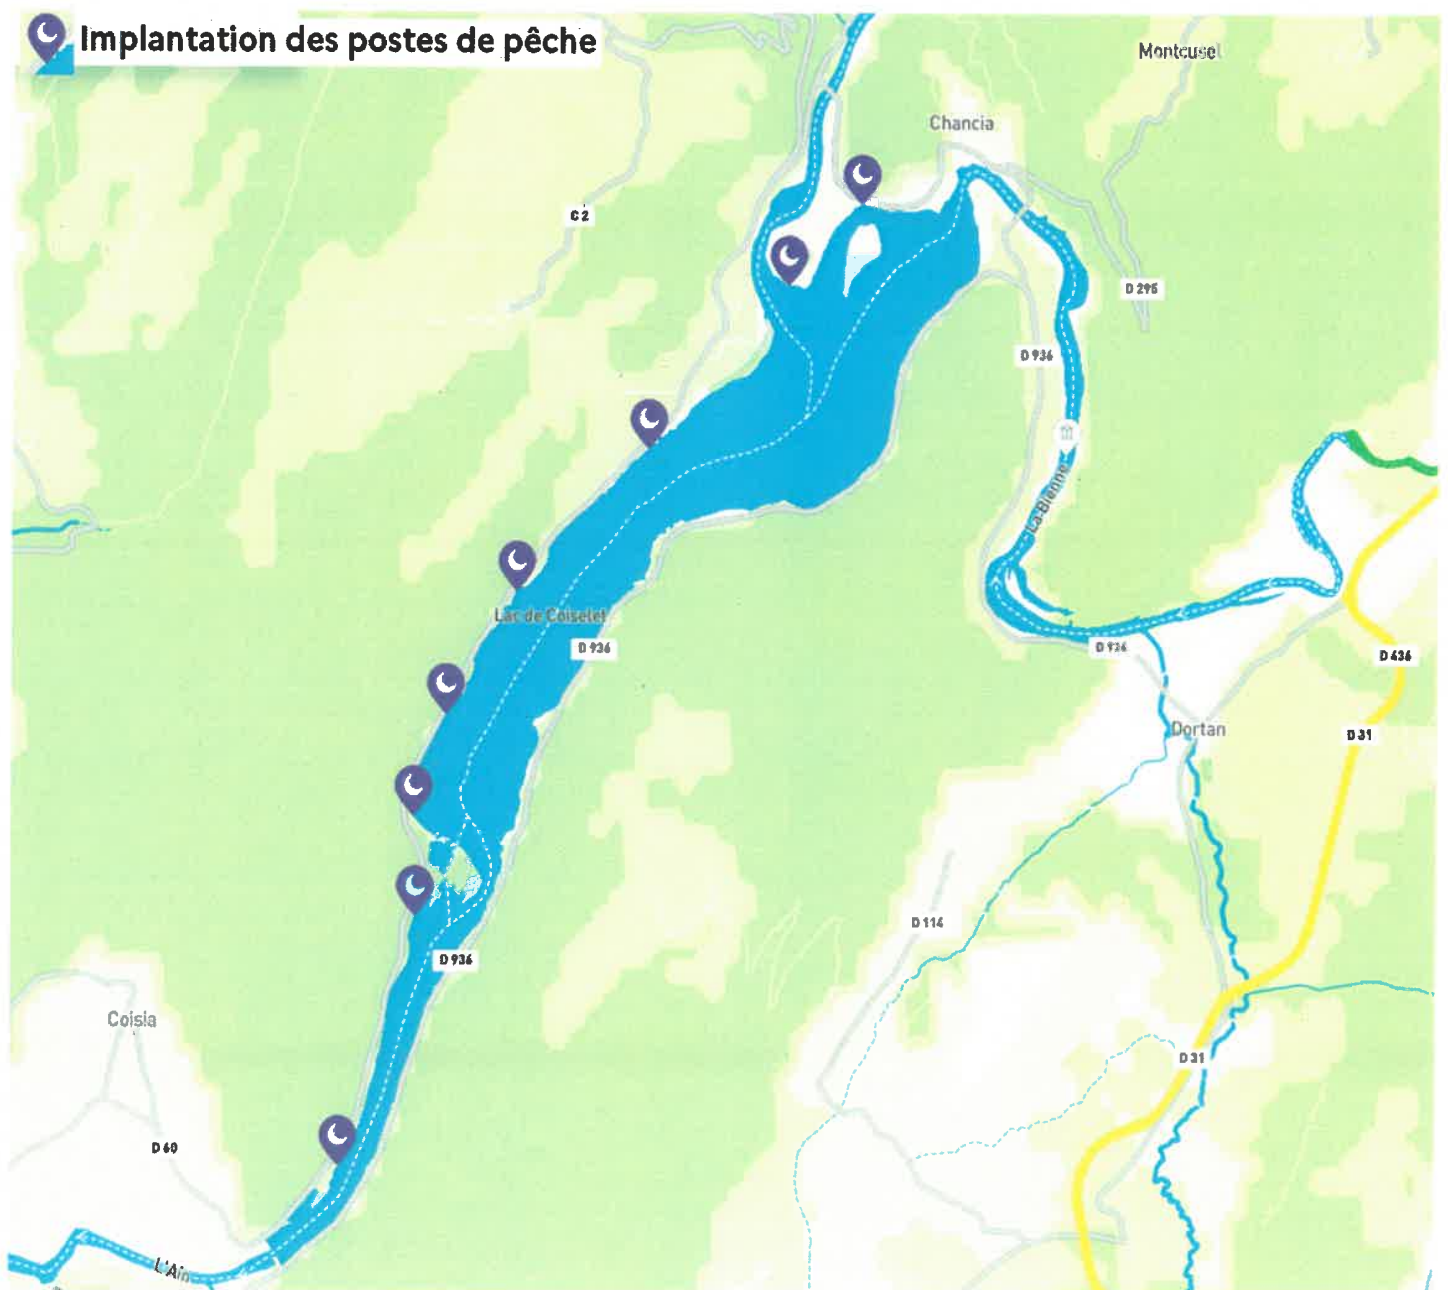 Implantation des postes de pêche
Montcusel
Chancia
C 2
D 295
D 936
La Bienne
Lac de Coiselet
D 936
D 936
D 436
Dortan
D 31
D 114
D 936
Coisia
D 31
D 60
L'Ain